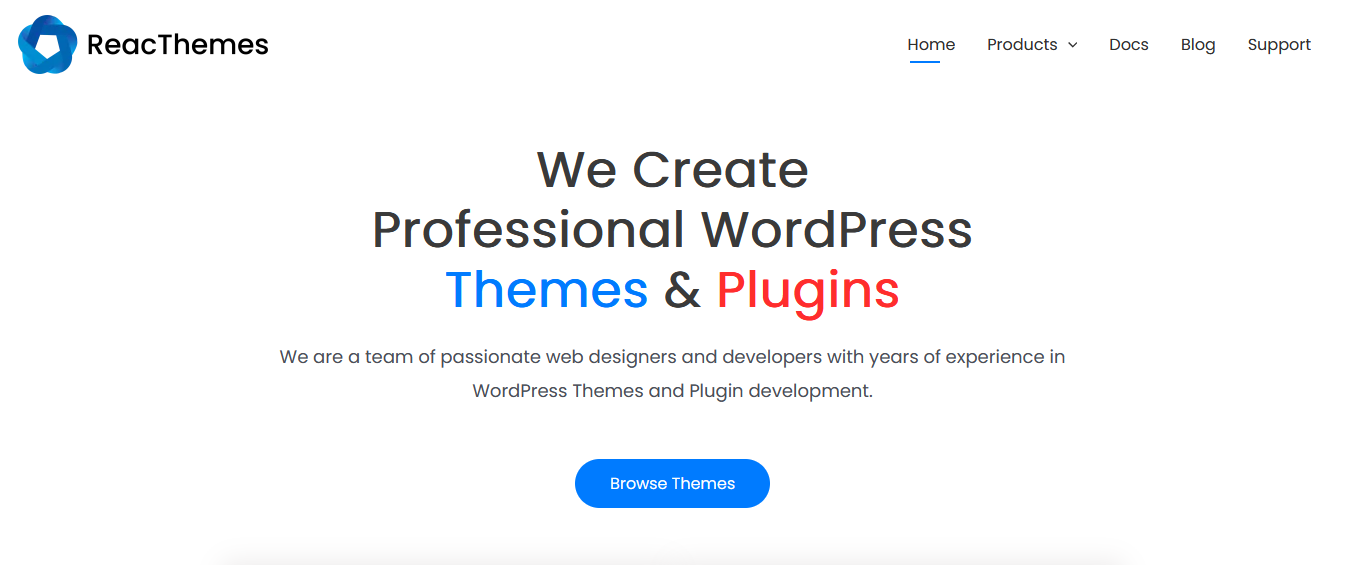 ReacThemes
Home Products Docs Blog Support
We Create
Professional WordPress
Themes & Plugins
We are a team of passionate web designers and developers with years of experience in
WordPress Themes and Plugin development.
Browse Themes